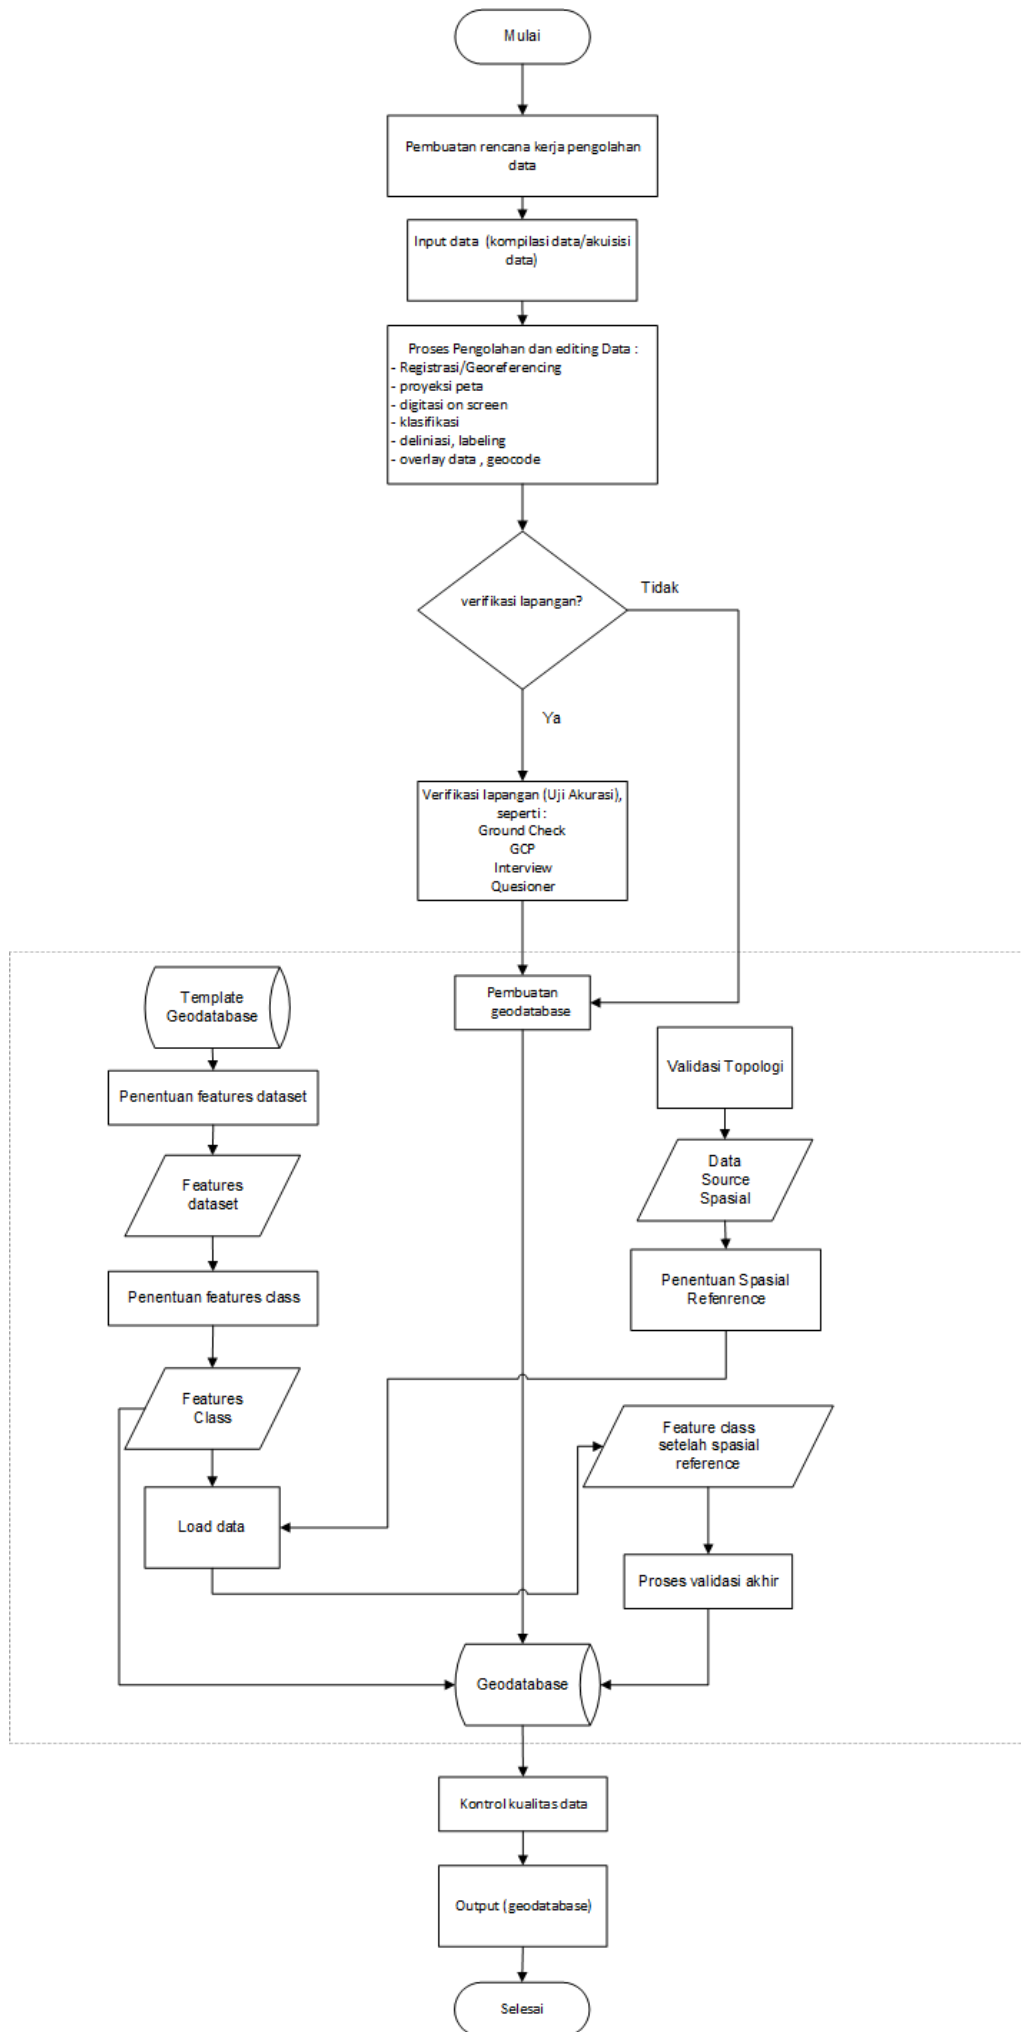 Mulai
Pembuatan rencana kerja pengolahan
data
Input data (kompilasi data/akuisisi
data)
Proses Pengolahan dan editing Data :
- Registrasi/Georeferencing
- proyeksi peta
- digitasi on screen
- klasifikasi
- deliniasi, labeling
- overlay data , geocode
verifikasi lapangan?
Tidak
Ya
Verifikasi lapangan (Uji Akurasi),
seperti :
Ground Check
GCP
Interview
Quesioner
Pembuatan
geodatabase
Template
Geodatabase
Penentuan features dataset
Features
dataset
Penentuan features class
Features
Class
Load data
Validasi Topologi
Data
Source
Spasial
Penentuan Spasial
Refenrence
Feature class
setelah spasial
reference
Proses validasi akhir
Geodatabase
Kontrol kualitas data
Output (geodatabase)
Selesai